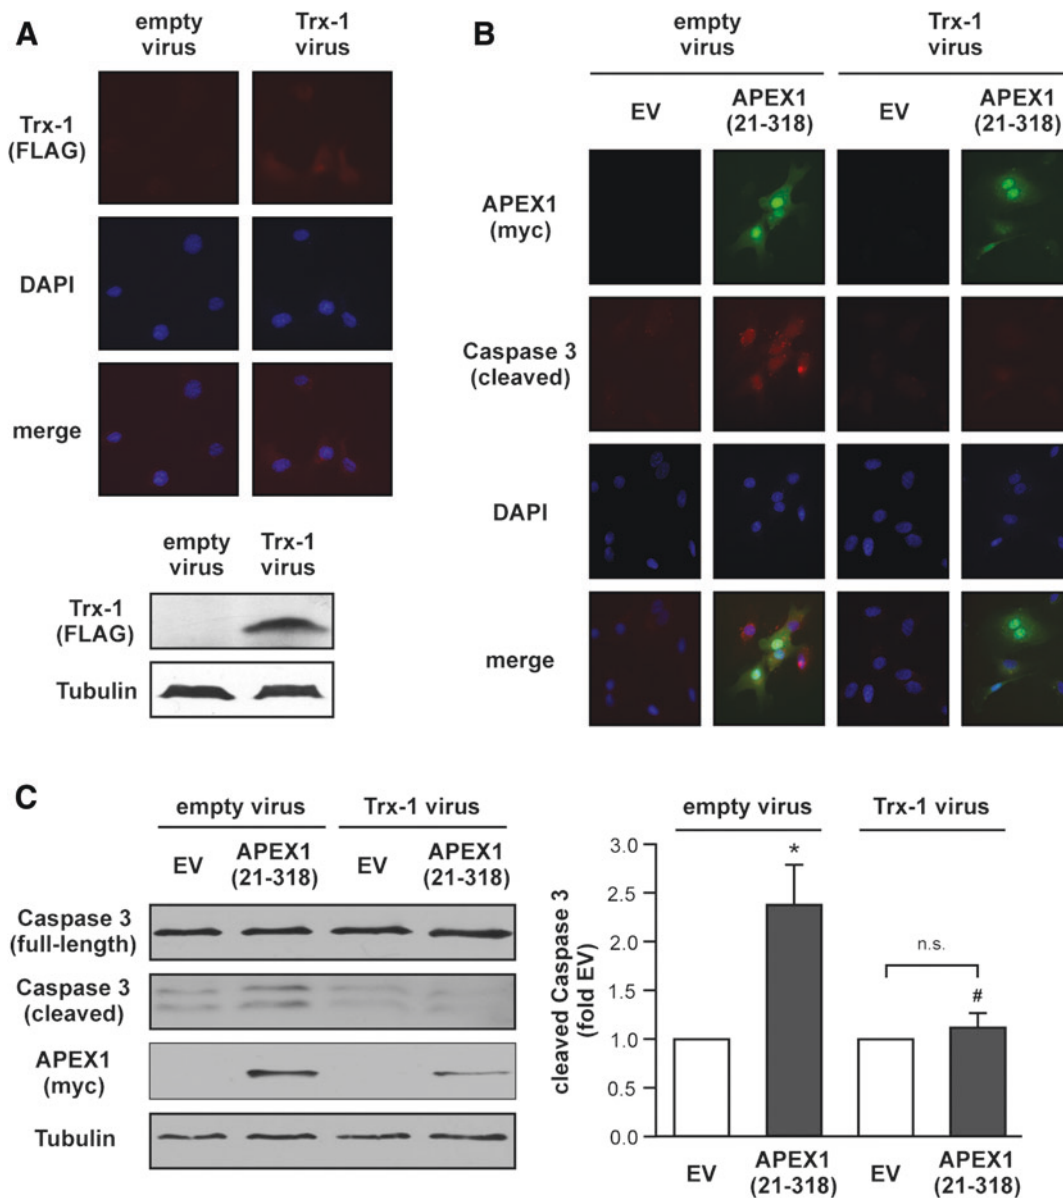 A
empty
virus
Trx-1
virus
Trx-1
(FLAG)
DAPI
merge
empty
virus
Trx-1
virus
Trx-1
(FLAG)
Tubulin
B
empty
virus
Trx-1
virus
EV
APEX1
(21-318)
EV
APEX1
(21-318)
APEX1
(myc)
Caspase 3
(cleaved)
DAPI
merge
C
empty virus
Trx-1 virus
EV
APEX1
(21-318)
EV
APEX1
(21-318)
Caspase 3
(full-length)
Caspase 3
(cleaved)
APEX1
(myc)
Tubulin
empty virus
Trx-1 virus
cleaved Caspase 3
(fold EV)
3.0
2.5
2.0
1.5
1.0
0.5
0.0
*
n.s.
#
EV
APEX1
(21-318)
EV
APEX1
(21-318)